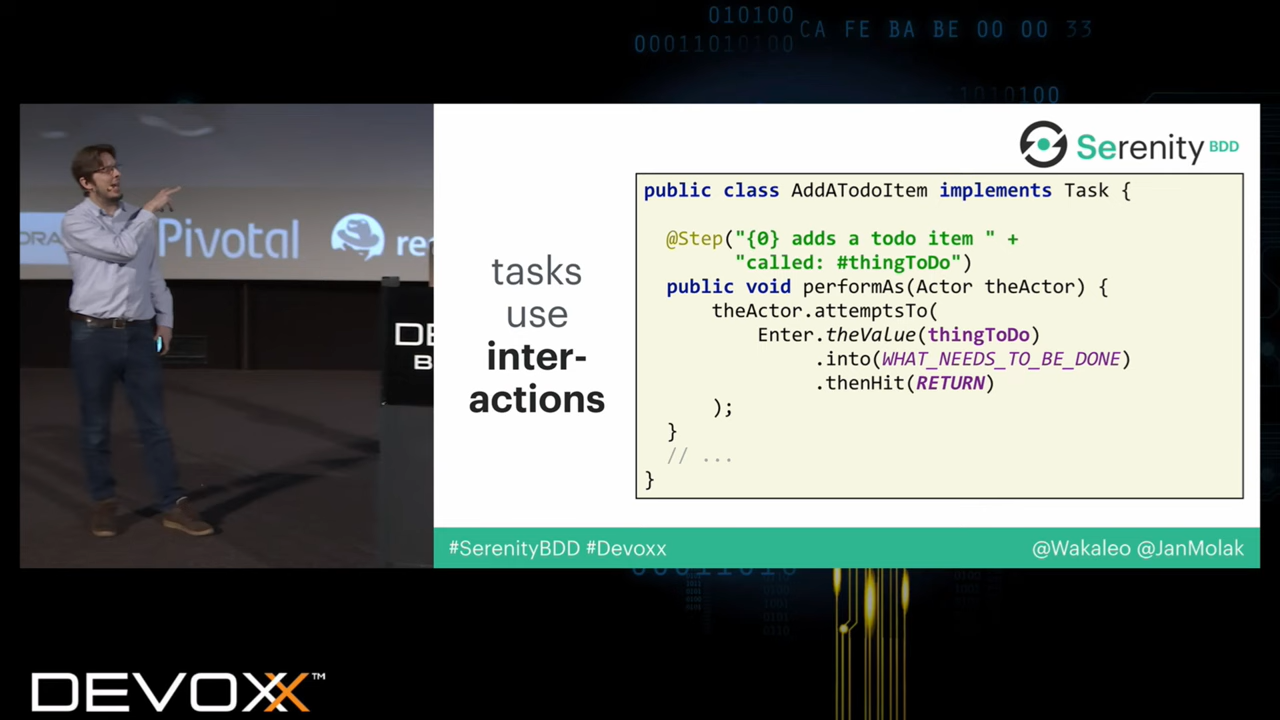 010100
00011010100
CA FE BA BE 00 00 33
1010100
Serenity BDD
public class AddATodoItem implements Task {
@Step("{0} adds a todo item " +
"called: #thingToDo")
public void performAs(Actor theActor) {
theActor.attemptsTo(
Enter.theValue(thingToDo)
.into(WHAT_NEEDS_TO_BE_DONE)
.thenHit(RETURN)
);
}
// ...
}
tasks
use
inter-
actions
Pivotal
#SerenityBDD #Devoxx
@Wakaleo @JanMolak
DEVOXX™